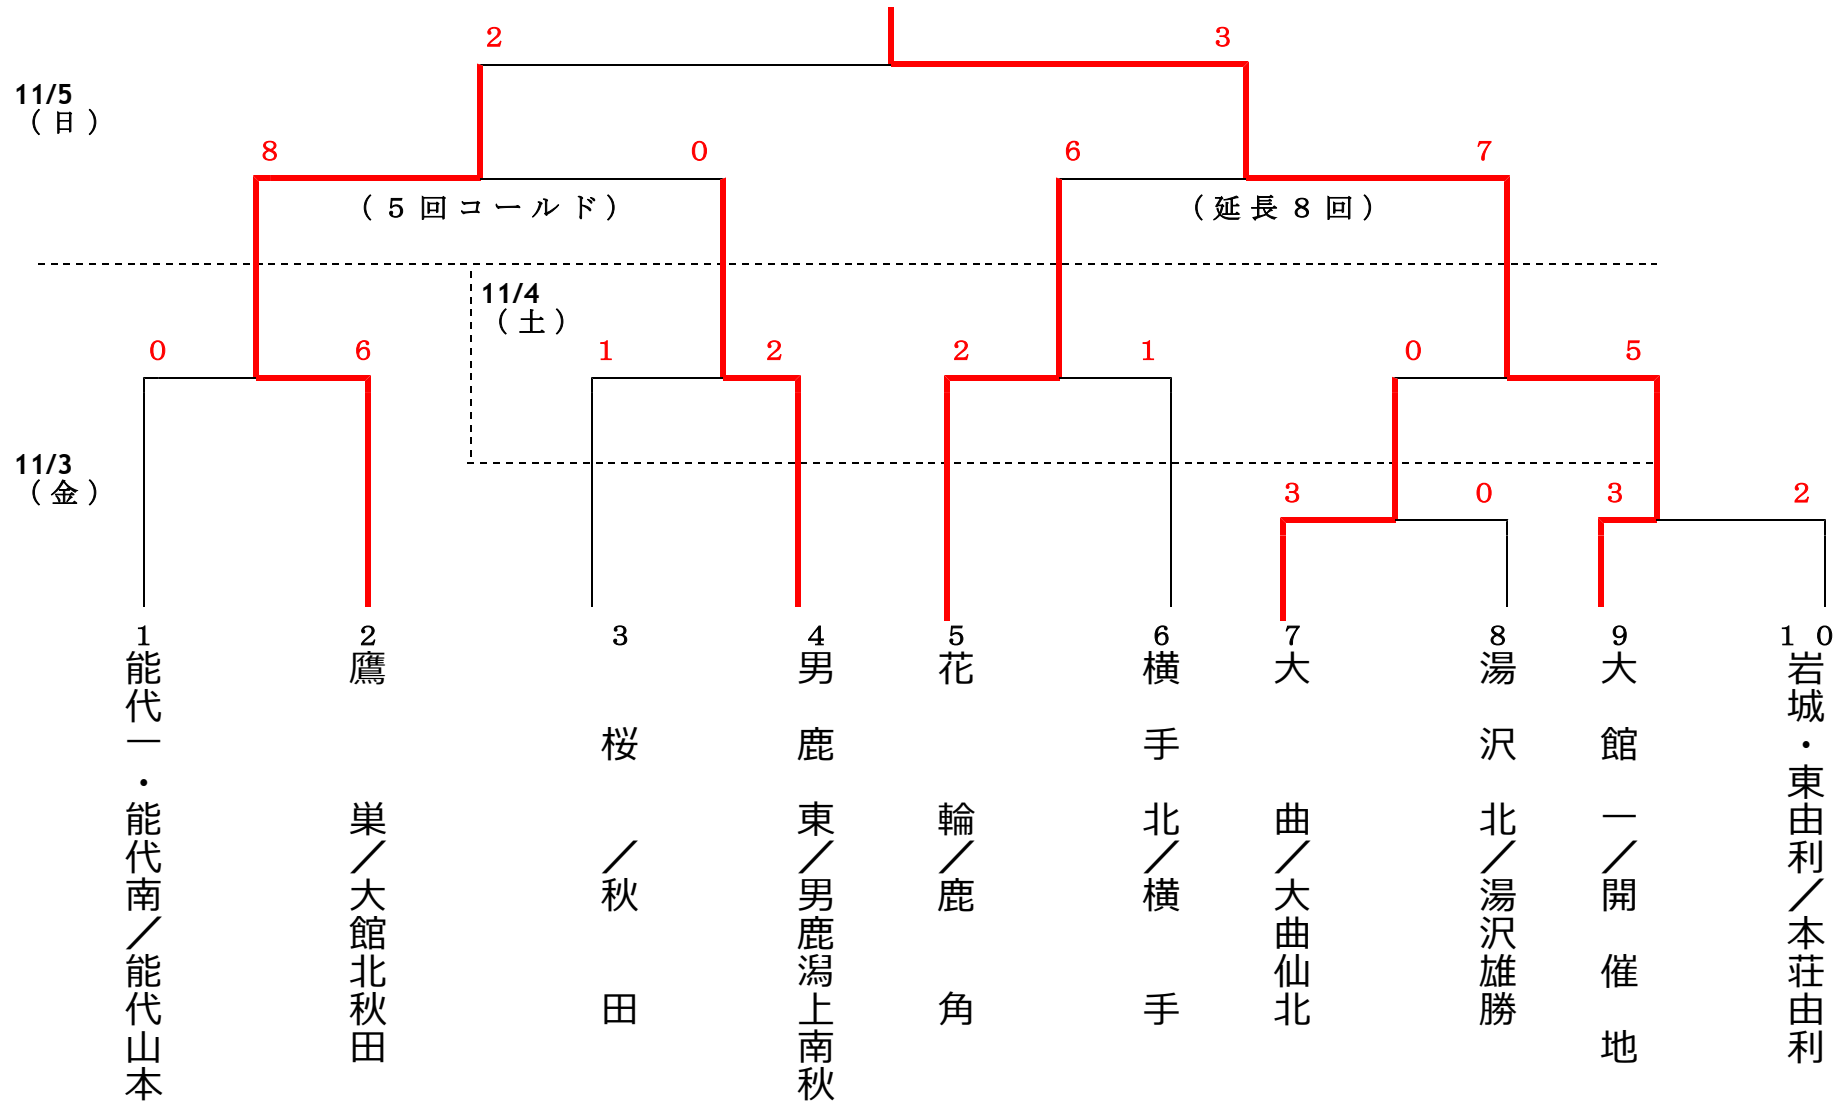 2 3
11/5
（日）
8 0 6 7
（5回コールド） （延長8回）
11/4
（土）
0 6 1 2 2 1 0 5
11/3
（金）
3 0 3 2
1 2 3 4 5 6 7 8 9 10
能代一・能代南／能代山本
鷹巣／大館北秋田
桜／秋田
男鹿東／男鹿潟上南秋
花輪／鹿角
横手北／横手
大曲／大曲仙北
湯沢北／湯沢雄勝
大館一／開催地
岩城・東由利／本荘由利